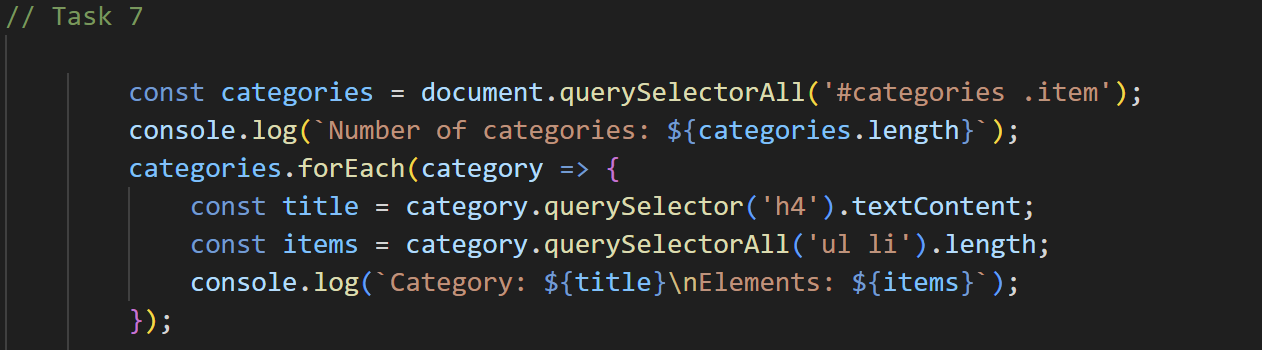 // Task 7
const categories = document.querySelectorAll('#categories .item');
console.log(`Number of categories: ${categories.length}`);
categories.forEach(category => {
    const title = category.querySelector('h4').textContent;
    const items = category.querySelectorAll('ul li').length;
    console.log(`Category: ${title}\nElements: ${items}`);
});